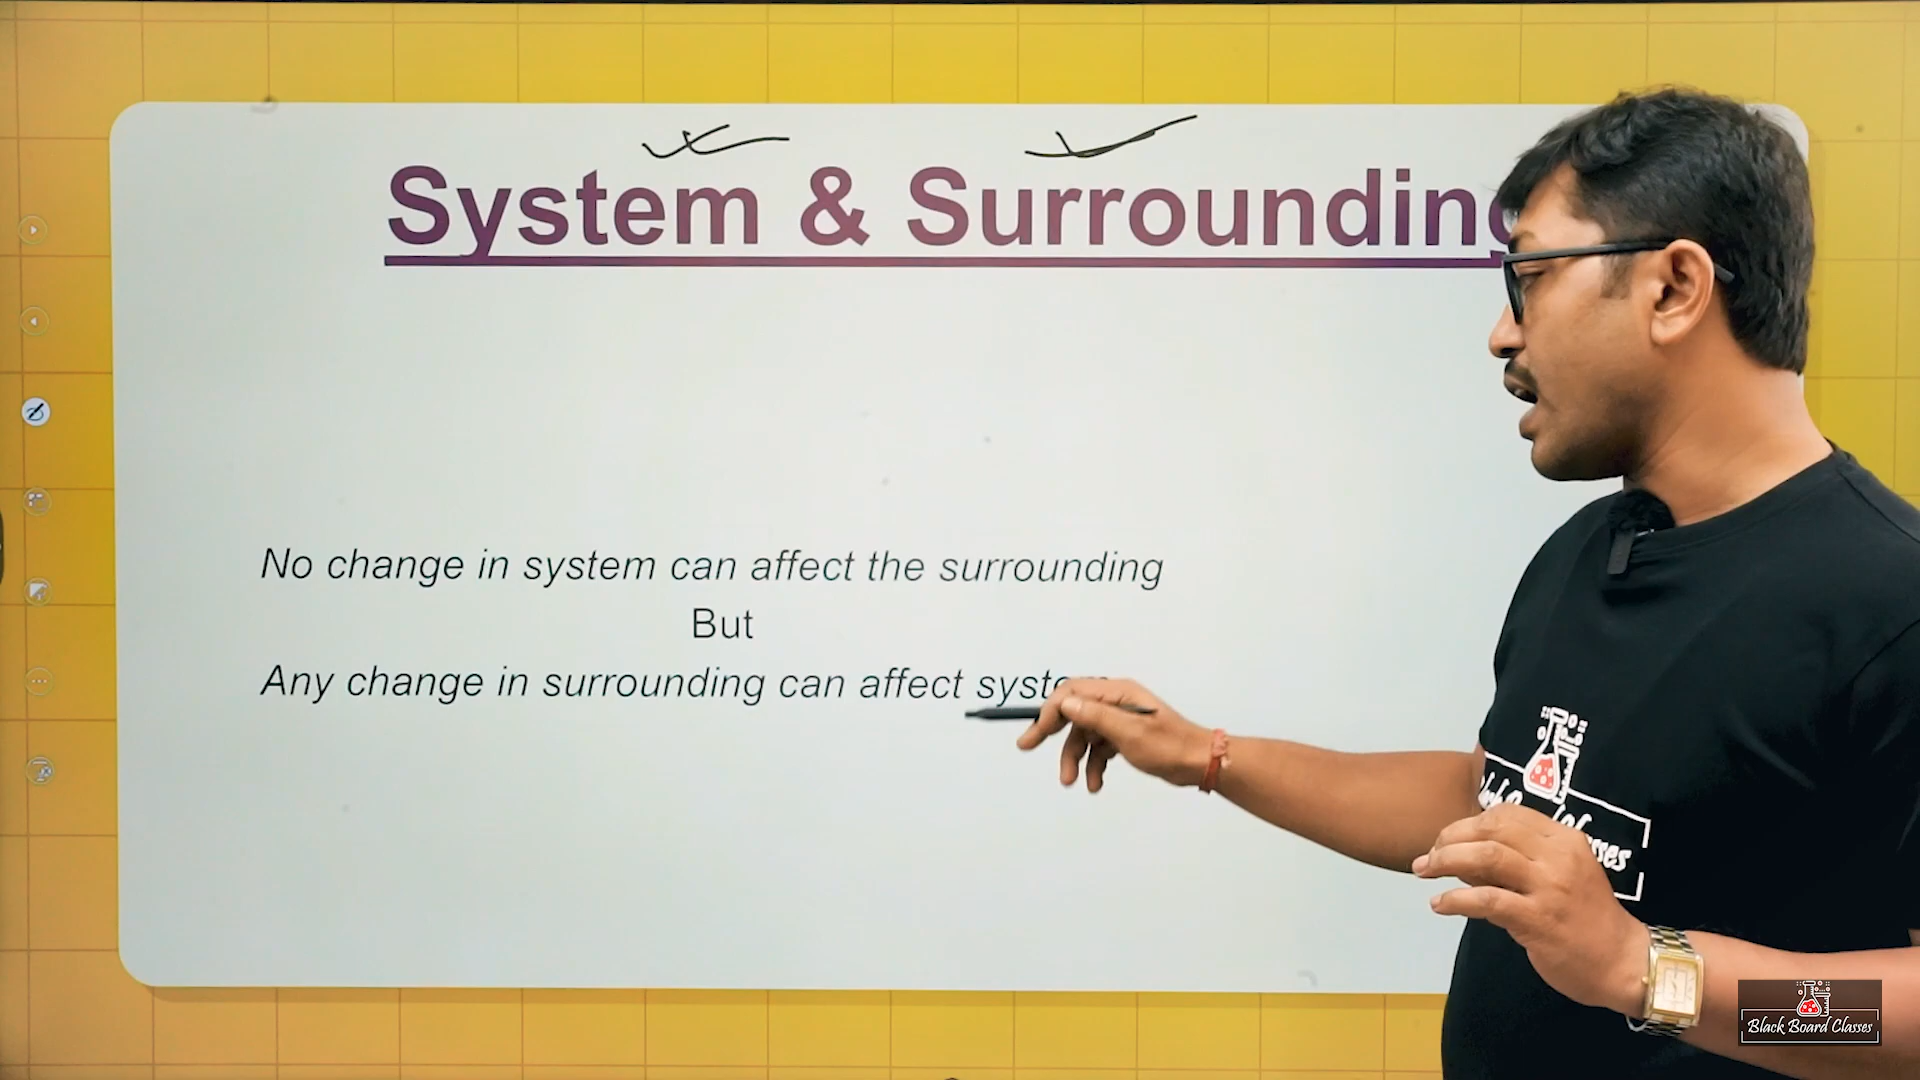 System & Surrounding
No change in system can affect the surrounding
But
Any change in surrounding can affect system
Black Board Classes